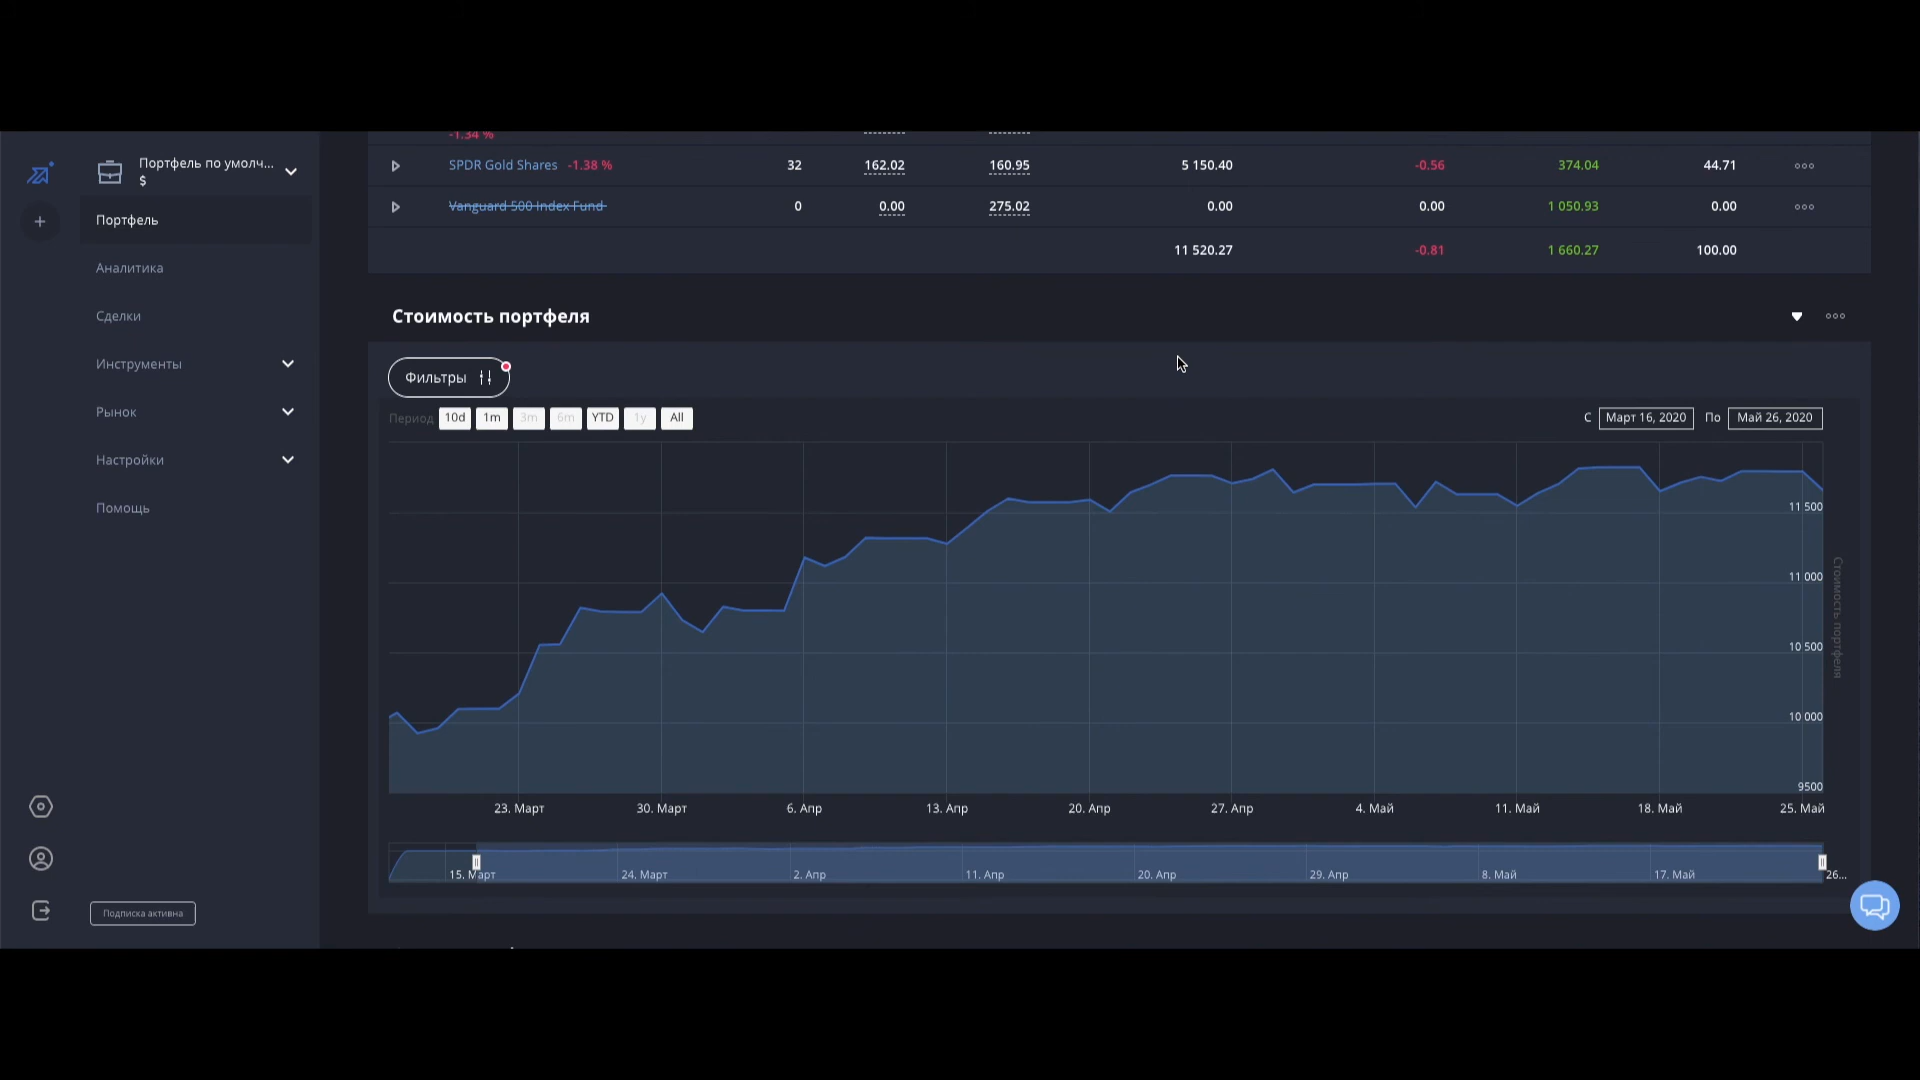 -1.34 %
Портфель по умолч...
$
SPDR Gold Shares -1.38 % 32 162.02 160.95 5 150.40 -0.56 374.04 44.71
Vanguard 500 Index Fund 0 0.00 275.02 0.00 0.00 1 050.93 0.00
11 520.27 -0.81 1 660.27 100.00
Портфель
Аналитика
Сделки
Инструменты
Рынок
Настройки
Помощь
Подписка активна
Стоимость портфеля
Фильтры
Период 10d 1m 3m 6m YTD 1y All
С Март 16, 2020 По Май 26, 2020
11 500
11 000
10 500
10 000
9500
Стоимость портфеля
23. Март 30. Март 6. Апр 13. Апр 20. Апр 27. Апр 4. Май 11. Май 18. Май 25. Май
15. Март 24. Март 2. Апр 11. Апр 20. Апр 29. Апр 8. Май 17. Май 26...